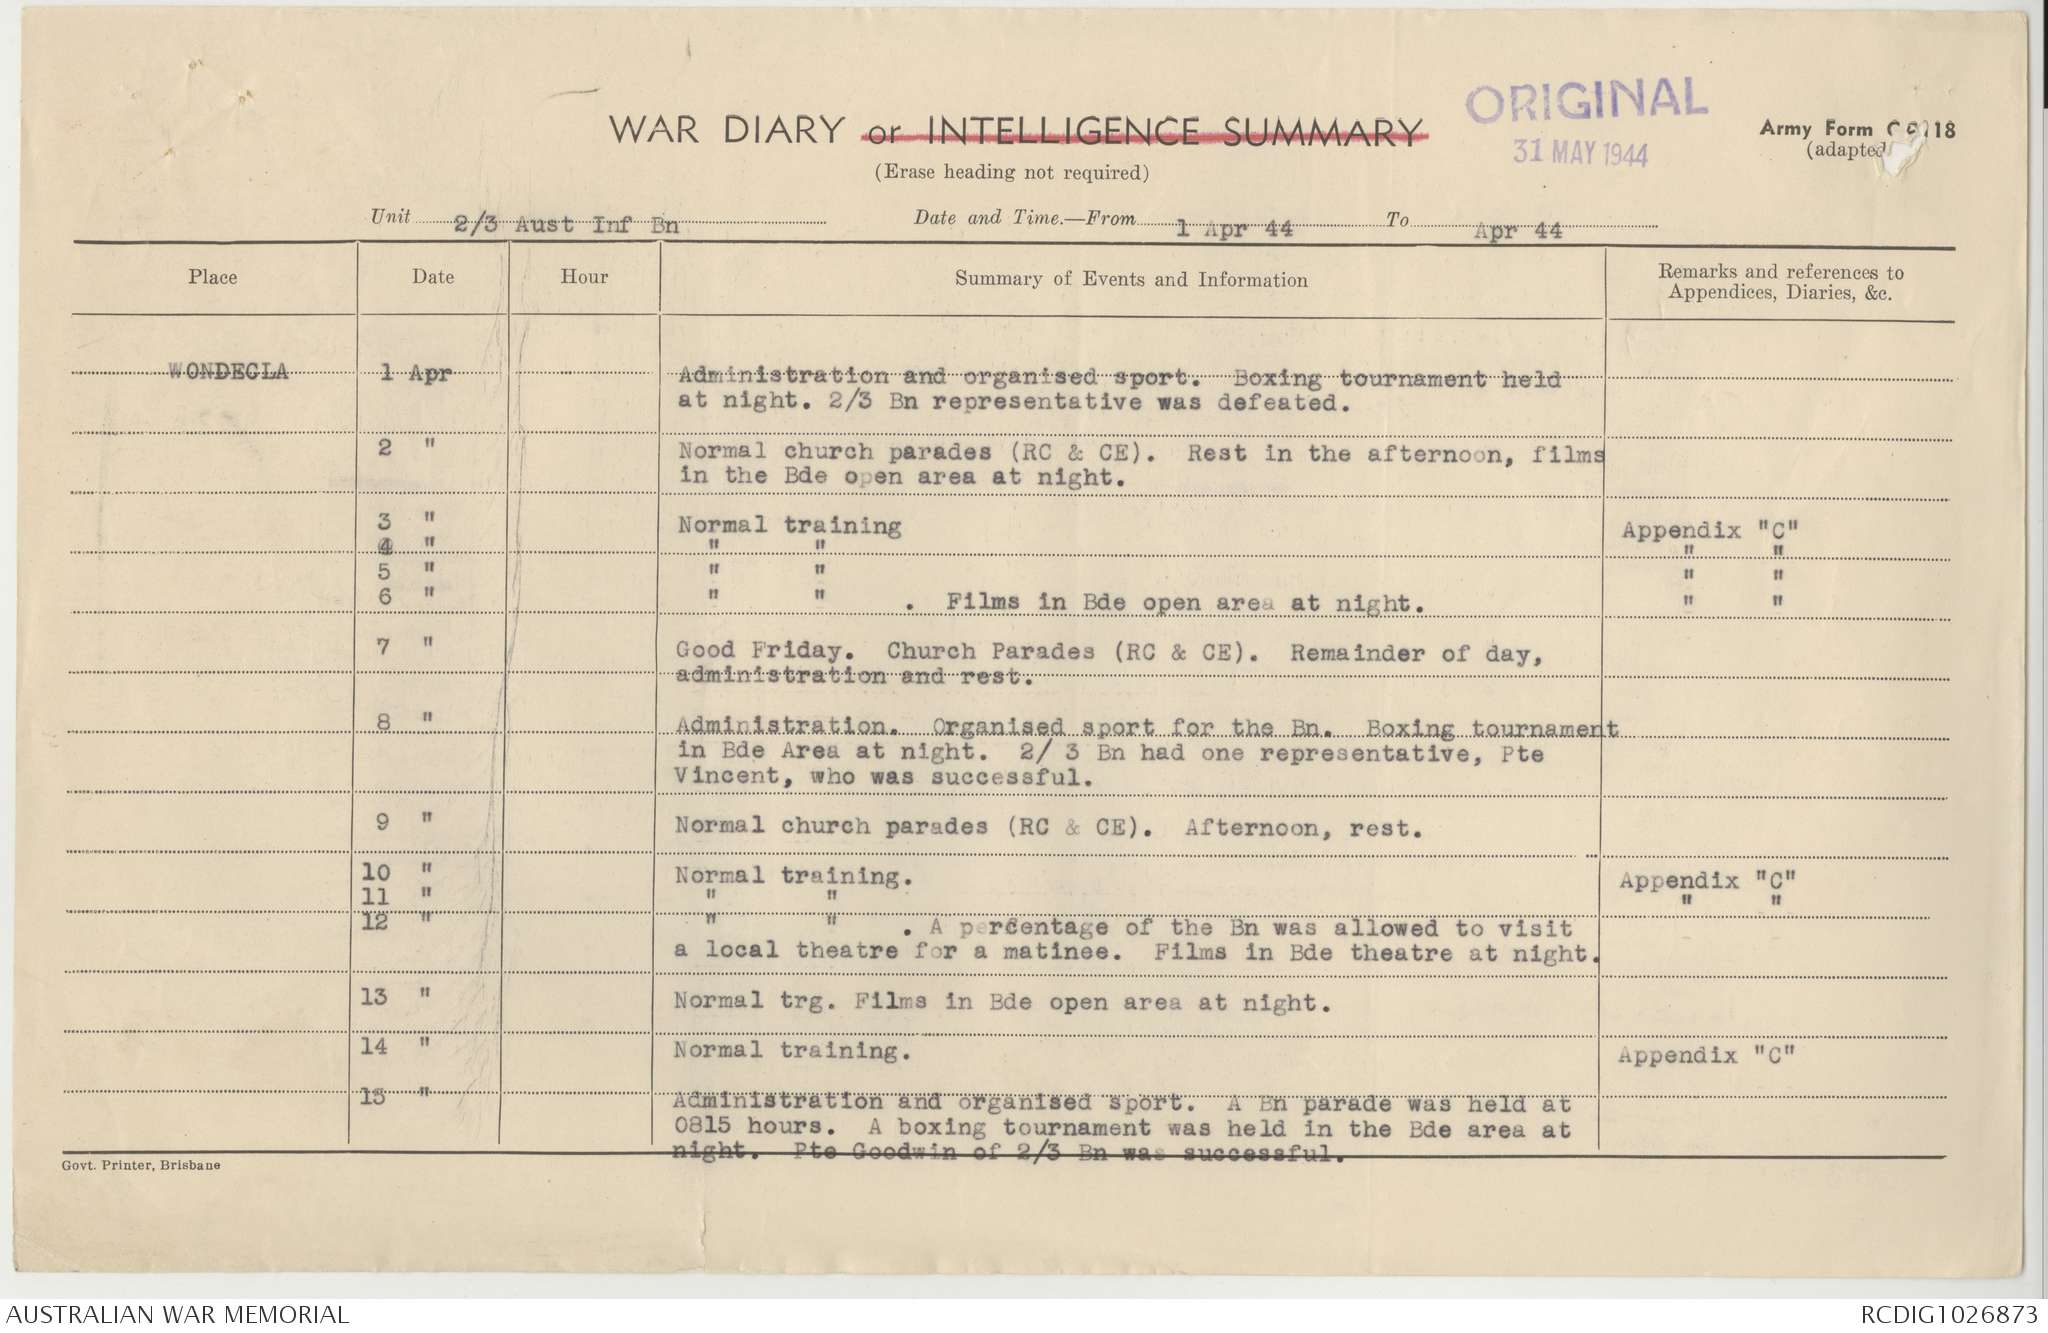 ORIGINAL
31 MAY 1944
WAR DIARY or INTELLIGENCE SUMMARY
(Erase heading not required)
Army Form 118
(adapted
Unit 2/3 Aust Inf Bn Date and Time.—From 1 Apr 44 To Apr 44
Place Date Hour Summary of Events and Information Remarks and references to
Appendices, Diaries, &c.
WONDECLA 1 Apr Administration and organised sport. Boxing tournament held
at night. 2/3 Bn representative was defeated.
2 " Normal church parades (RC & CE). Rest in the afternoon, films
in the Bde open area at night.
3 " Normal training Appendix "C"
4 " " " " "
5 " " " " "
6 " " " . Films in Bde open area at night. " "
7 " Good Friday. Church Parades (RC & CE). Remainder of day,
administration and rest.
8 " Administration. Organised sport for the Bn. Boxing tournament
in Bde Area at night. 2/ 3 Bn had one representative, Pte
Vincent, who was successful.
9 " Normal church parades (RC & CE). Afternoon, rest.
10 " Normal training. Appendix "C"
11 " " " " "
12 " " " . A percentage of the Bn was allowed to visit
a local theatre for a matinee. Films in Bde theatre at night.
13 " Normal trg. Films in Bde open area at night.
14 " Normal training. Appendix "C"
15 " Administration and organised sport. A Bn parade was held at
0815 hours. A boxing tournament was held in the Bde area at
night. Pte Goodwin of 2/3 Bn was successful.
Govt. Printer, Brisbane
AUSTRALIAN WAR MEMORIAL RCDIG1026873